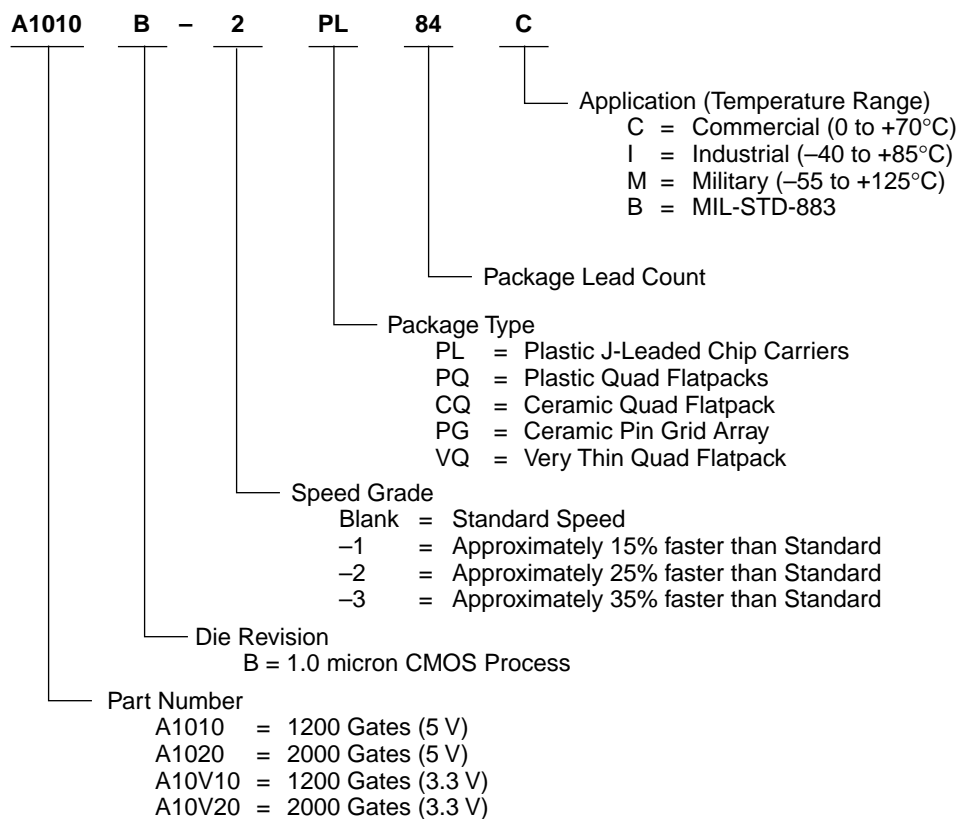 A1010 B – 2 PL 84 C
Application (Temperature Range)
C = Commercial (0 to +70°C)
I = Industrial (–40 to +85°C)
M = Military (–55 to +125°C)
B = MIL-STD-883
Package Lead Count
Package Type
PL = Plastic J-Leaded Chip Carriers
PQ = Plastic Quad Flatpacks
CQ = Ceramic Quad Flatpack
PG = Ceramic Pin Grid Array
VQ = Very Thin Quad Flatpack
Speed Grade
Blank = Standard Speed
–1 = Approximately 15% faster than Standard
–2 = Approximately 25% faster than Standard
–3 = Approximately 35% faster than Standard
Die Revision
B = 1.0 micron CMOS Process
Part Number
A1010 = 1200 Gates (5 V)
A1020 = 2000 Gates (5 V)
A10V10 = 1200 Gates (3.3 V)
A10V20 = 2000 Gates (3.3 V)